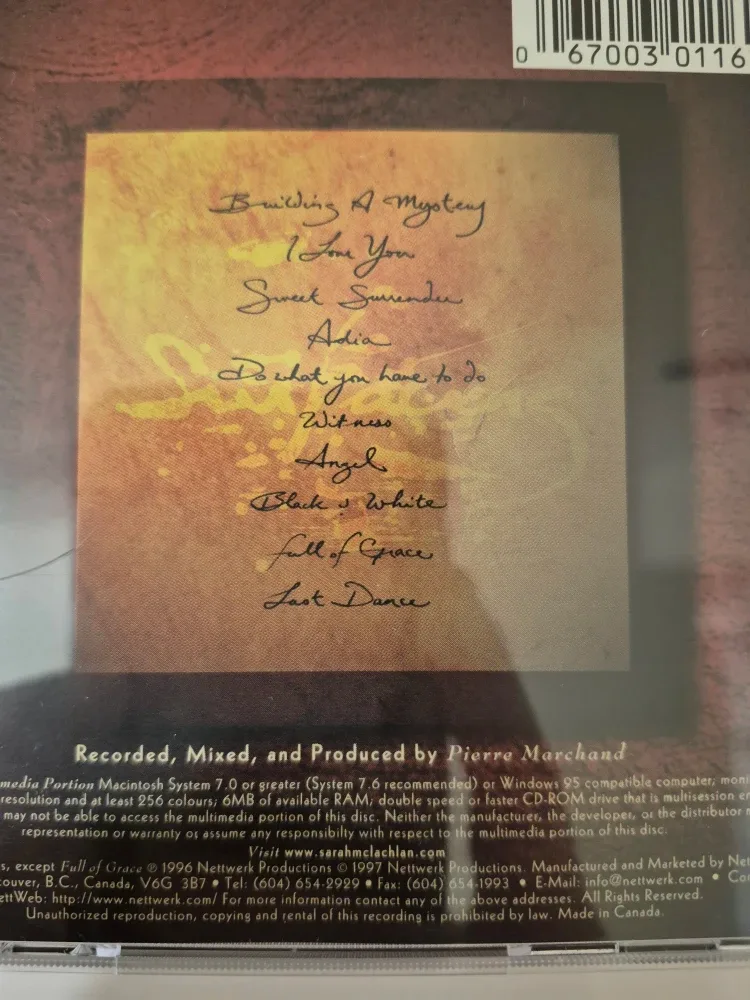 0 67003 0116
Building A Mystery
I Love You
Sweet Surrender
Adia
Do what you have to do
Witness
Angel
Black & White
full of Grace
Last Dance
Surfacing
Recorded, Mixed, and Produced by Pierre Marchand
media Portion Macintosh System 7.0 or greater (System 7.6 recommended) or Windows 95 compatible computer, moni
resolution and at least 256 colours; 6MB of available RAM; double speed or faster CD-ROM drive that is multisession en
may not be able to access the multimedia portion of this disc. Neither the manufacturer, the developer, or the distributor m
representation or warranty or assume any responsibilty with respect to the multimedia portion of this disc.
Visit www.sarahmclachlan.com
s, except Full of Grace ℗ 1996 Nettwerk Productions © 1997 Nettwerk Productions. Manufactured and Marketed by Net
couver, B.C., Canada, V6G 3B7 • Tel: (604) 654-2929 • Fax: (604) 654-1993 • E-Mail: info@nettwerk.com • Co
ettWeb: http://www.nettwerk.com/ For more information contact any of the above addresses. All Rights Reserved.
Unauthorized reproduction, copying and rental of this recording is prohibited by law. Made in Canada.